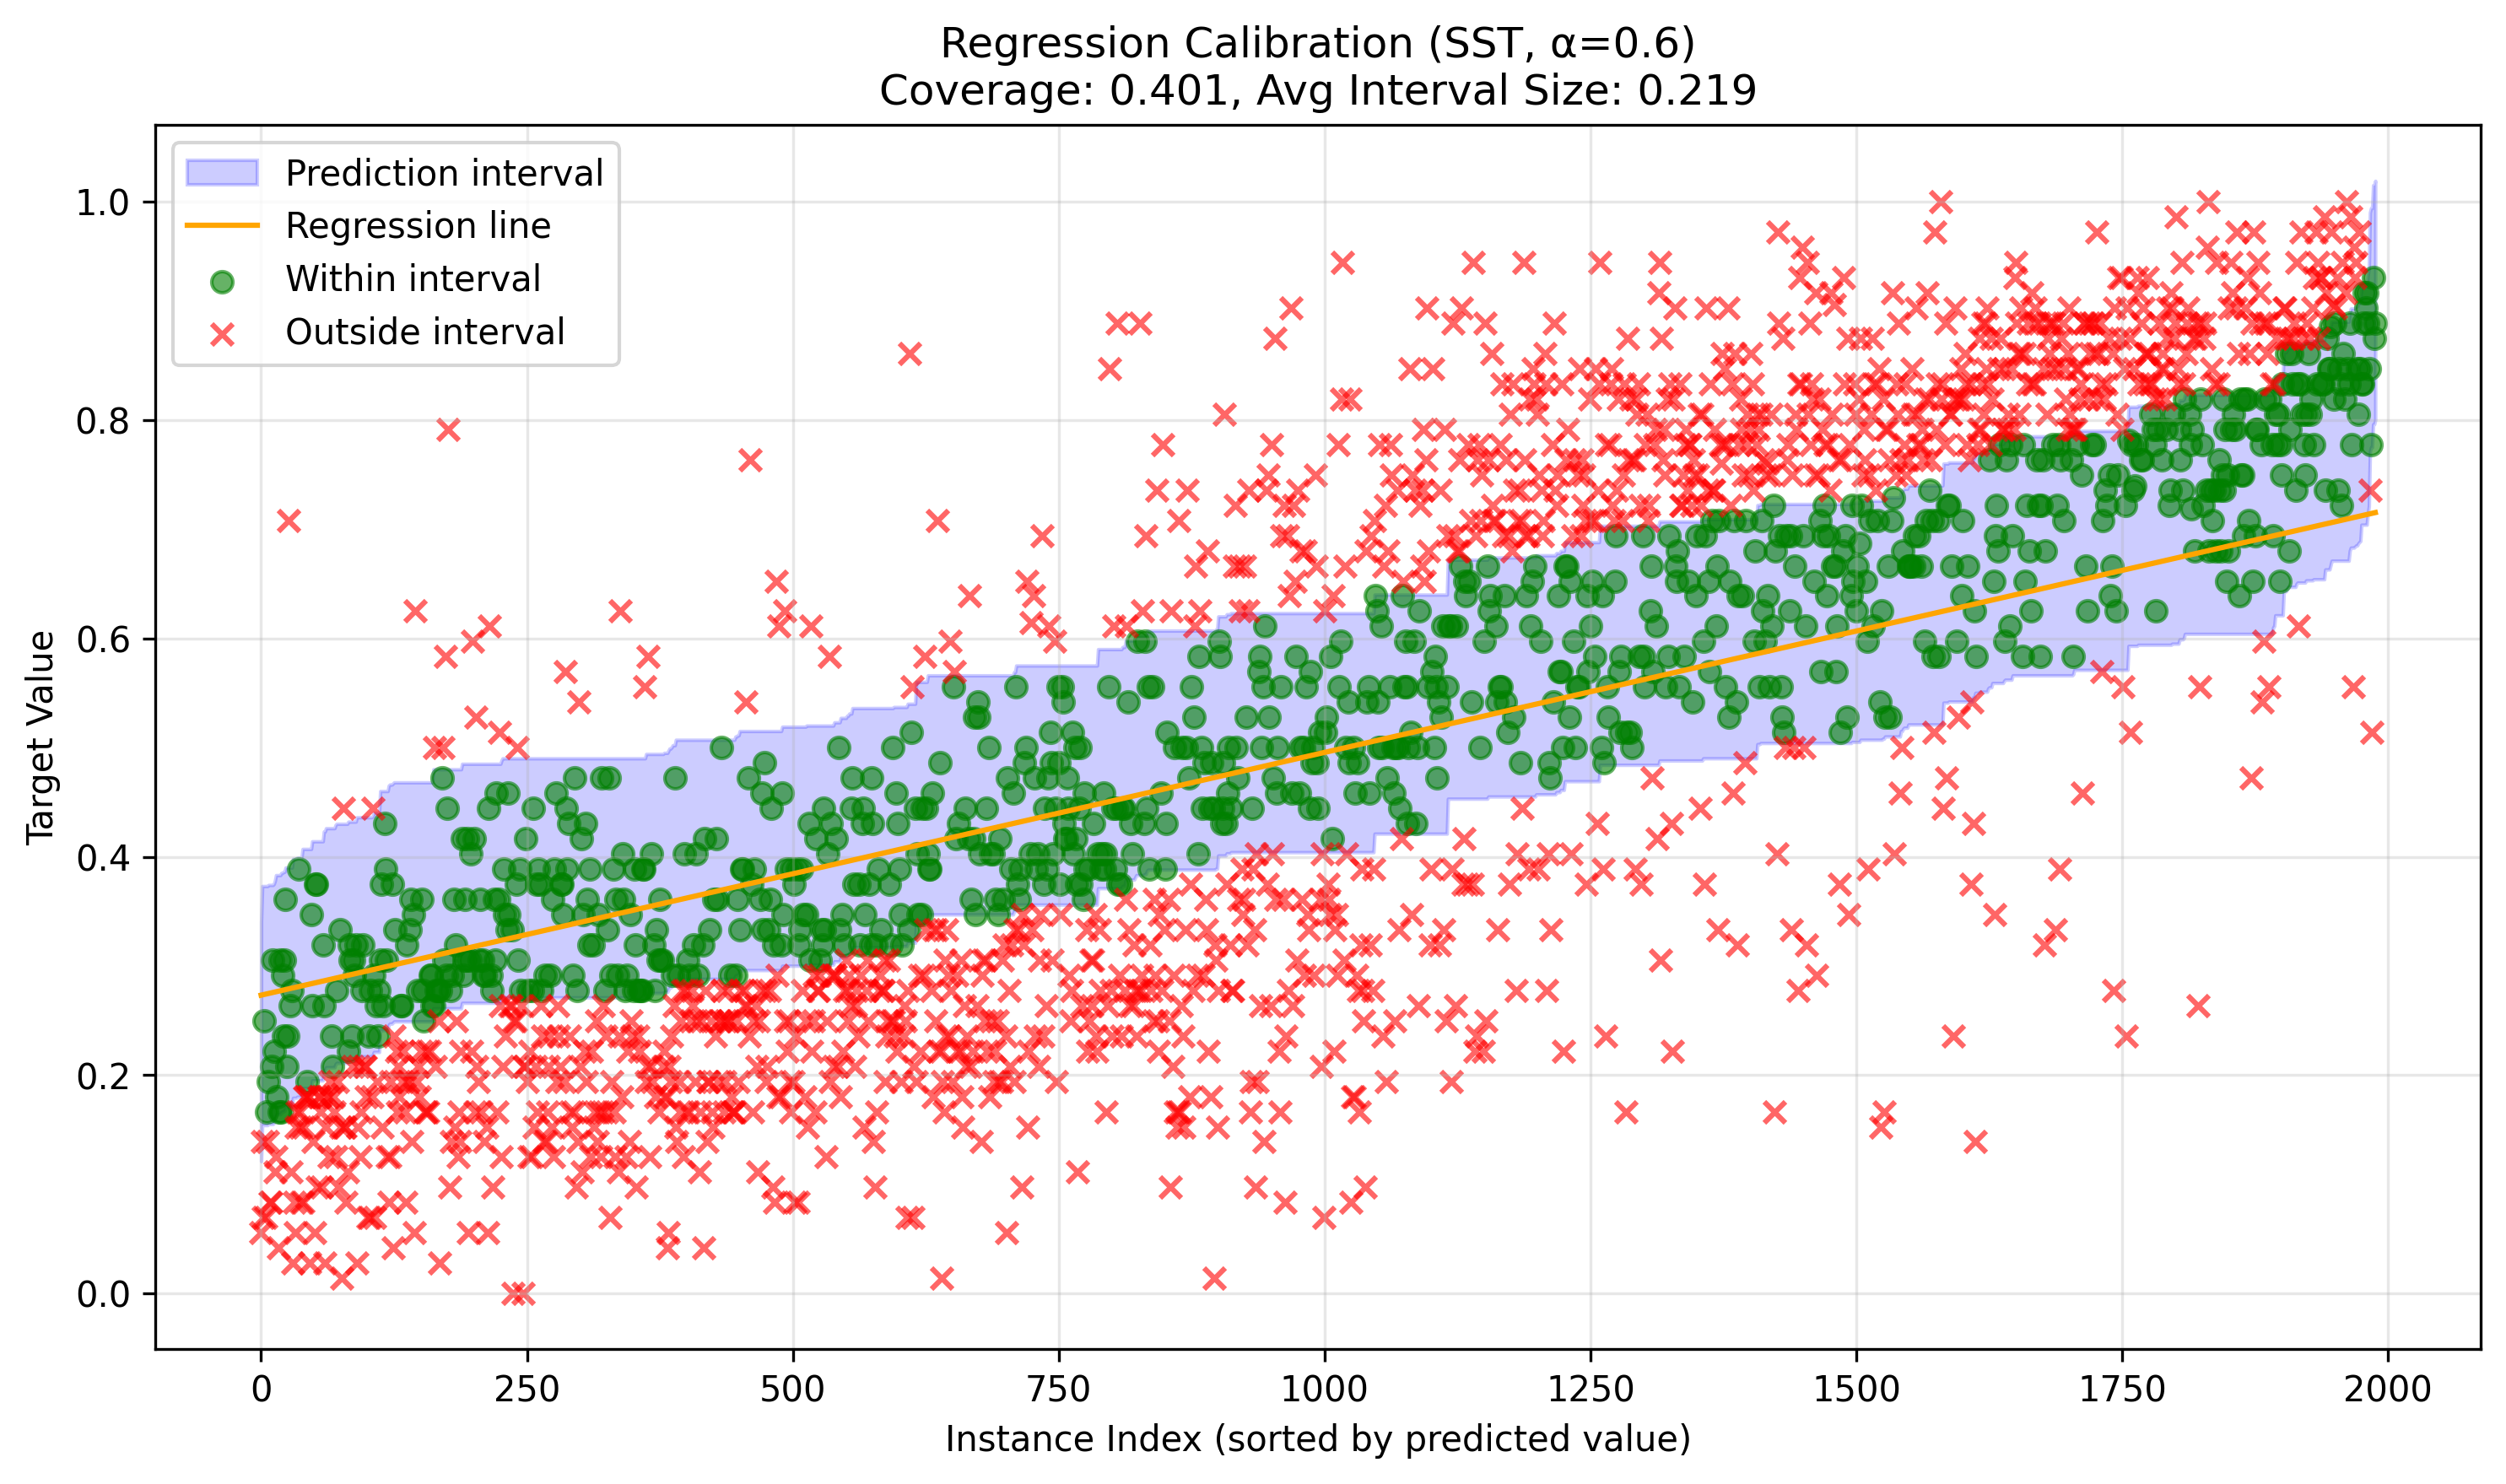 Regression Calibration (SST, α=0.6)
Coverage: 0.401, Avg Interval Size: 0.219
Prediction interval
Regression line
Within interval
Outside interval
1.0
0.8
0.6
0.4
0.2
0.0
Target Value
0 250 500 750 1000 1250 1500 1750 2000
Instance Index (sorted by predicted value)